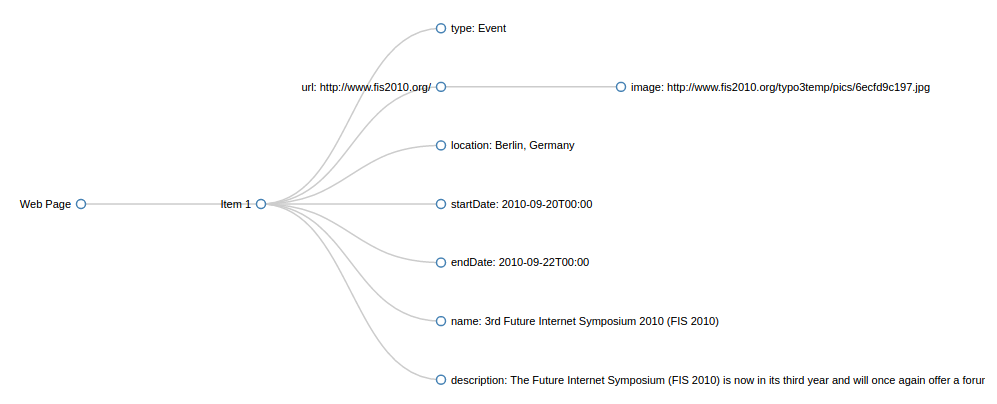 type: Event
url: http://www.fis2010.org/
image: http://www.fis2010.org/typo3temp/pics/6ecfd9c197.jpg
location: Berlin, Germany
Web Page
Item 1
startDate: 2010-09-20T00:00
endDate: 2010-09-22T00:00
name: 3rd Future Internet Symposium 2010 (FIS 2010)
description: The Future Internet Symposium (FIS 2010) is now in its third year and will once again offer a